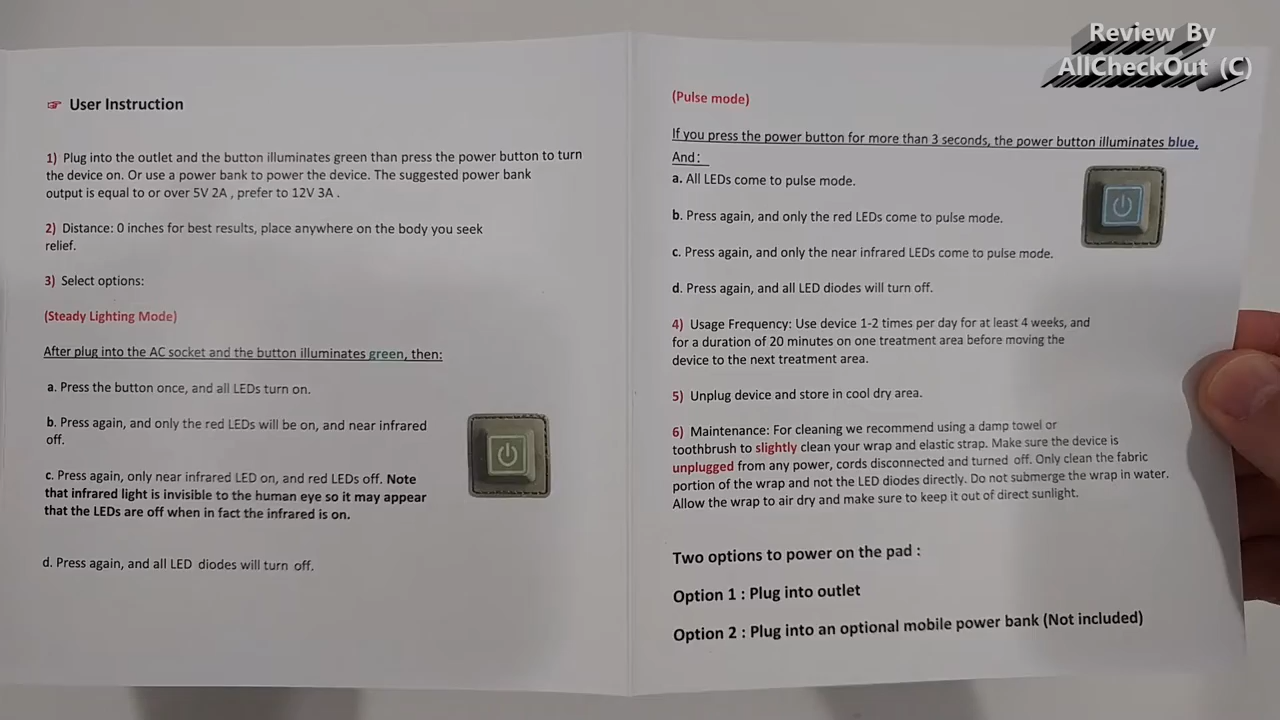 Review By
AllCheckOut (C)
☞ User Instruction
1) Plug into the outlet and the button illuminates green than press the power button to turn
the device on. Or use a power bank to power the device. The suggested power bank
output is equal to or over 5V 2A , prefer to 12V 3A .
2) Distance: 0 inches for best results, place anywhere on the body you seek
relief.
3) Select options:
(Steady Lighting Mode)
After plug into the AC socket and the button illuminates green, then:
a. Press the button once, and all LEDs turn on.
b. Press again, and only the red LEDs will be on, and near infrared
off.
c. Press again, only near infrared LED on, and red LEDs off. Note
that infrared light is invisible to the human eye so it may appear
that the LEDs are off when in fact the infrared is on.
d. Press again, and all LED diodes will turn off.
(Pulse mode)
If you press the power button for more than 3 seconds, the power button illuminates blue,
And:
a. All LEDs come to pulse mode.
b. Press again, and only the red LEDs come to pulse mode.
c. Press again, and only the near infrared LEDs come to pulse mode.
d. Press again, and all LED diodes will turn off.
4) Usage Frequency: Use device 1-2 times per day for at least 4 weeks, and
for a duration of 20 minutes on one treatment area before moving the
device to the next treatment area.
5) Unplug device and store in cool dry area.
6) Maintenance: For cleaning we recommend using a damp towel or
toothbrush to slightly clean your wrap and elastic strap. Make sure the device is
unplugged from any power, cords disconnected and turned off. Only clean the fabric
portion of the wrap and not the LED diodes directly. Do not submerge the wrap in water.
Allow the wrap to air dry and make sure to keep it out of direct sunlight.
Two options to power on the pad :
Option 1 : Plug into outlet
Option 2 : Plug into an optional mobile power bank (Not included)